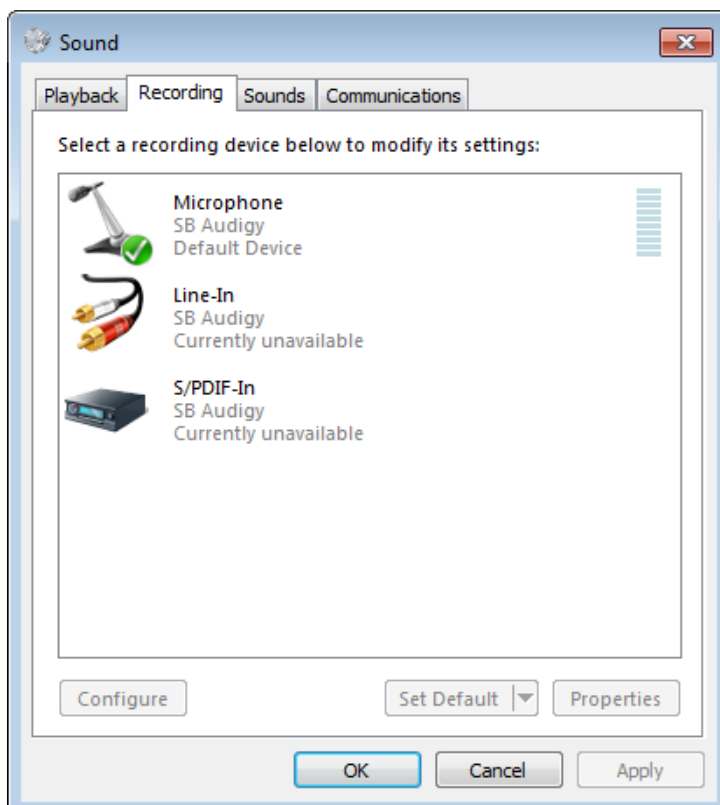 Sound
Playback Recording Sounds Communications
Select a recording device below to modify its settings:
Microphone
SB Audigy
Default Device
Line-In
SB Audigy
Currently unavailable
S/PDIF-In
SB Audigy
Currently unavailable
Configure Set Default Properties
OK Cancel Apply